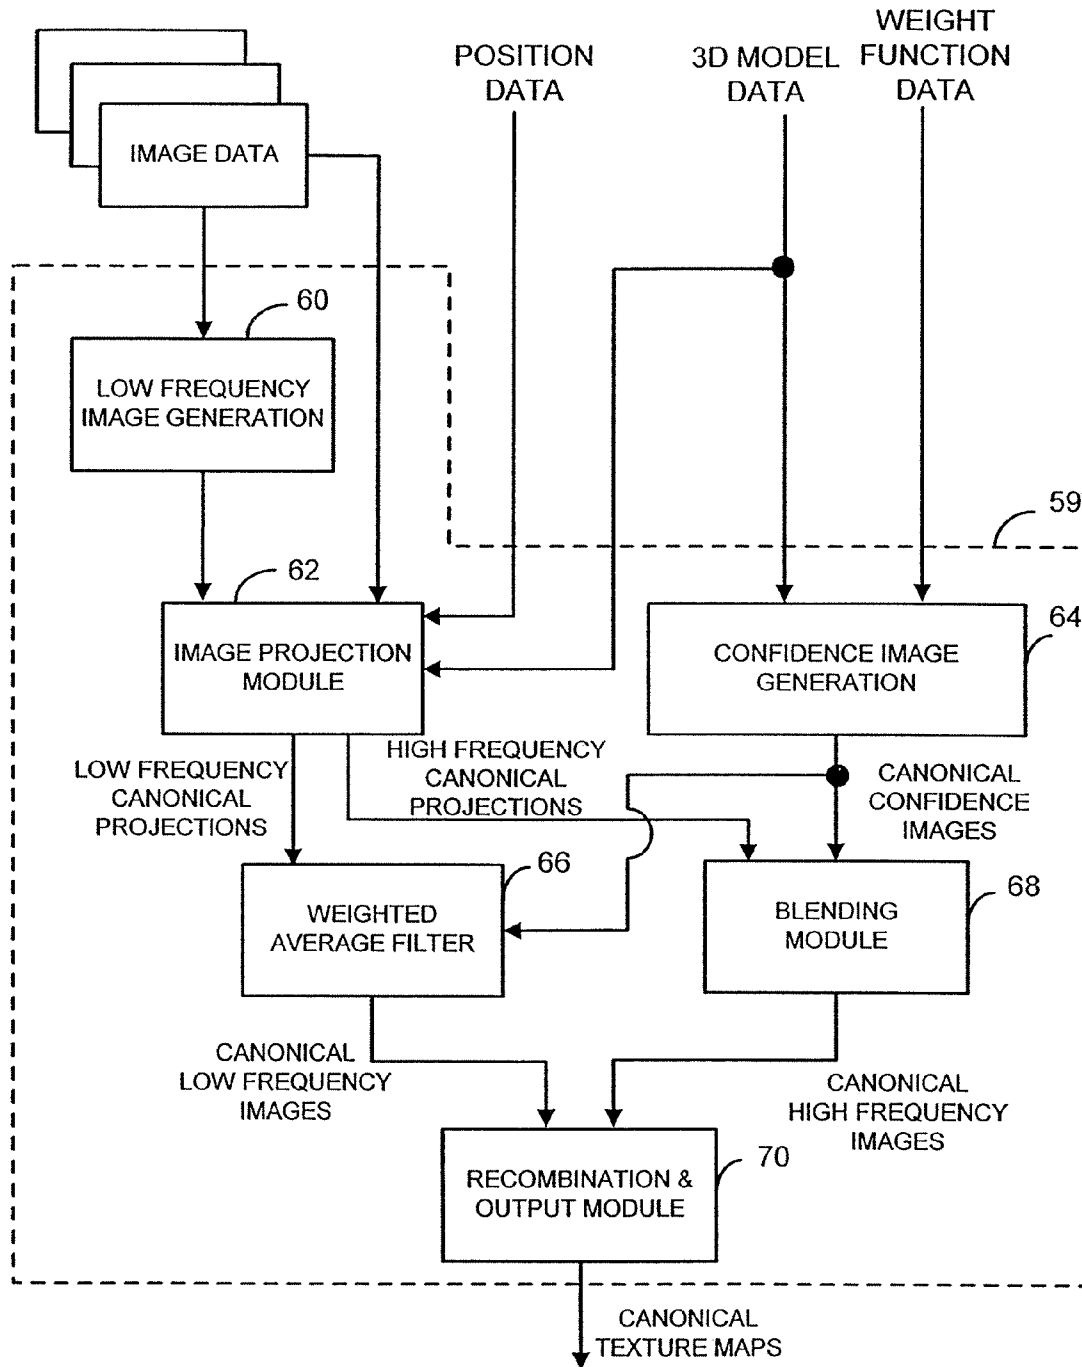 POSITION
DATA
3D MODEL
DATA
WEIGHT
FUNCTION
DATA
IMAGE DATA
60
LOW FREQUENCY
IMAGE GENERATION
59
62
IMAGE PROJECTION
MODULE
64
CONFIDENCE IMAGE
GENERATION
LOW FREQUENCY
CANONICAL
PROJECTIONS
HIGH FREQUENCY
CANONICAL
PROJECTIONS
CANONICAL
CONFIDENCE
IMAGES
66
WEIGHTED
AVERAGE FILTER
68
BLENDING
MODULE
CANONICAL
LOW FREQUENCY
IMAGES
CANONICAL
HIGH FREQUENCY
IMAGES
70
RECOMBINATION &
OUTPUT MODULE
CANONICAL
TEXTURE MAPS